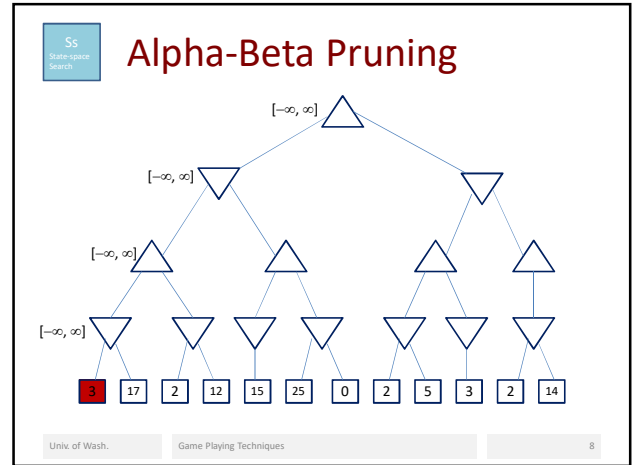 Ss
State-space
Search
Alpha-Beta Pruning
[−∞, ∞]
[−∞, ∞]
[−∞, ∞]
[−∞, ∞]
3 17 2 12 15 25 0 2 5 3 2 14
Univ. of Wash. Game Playing Techniques 8